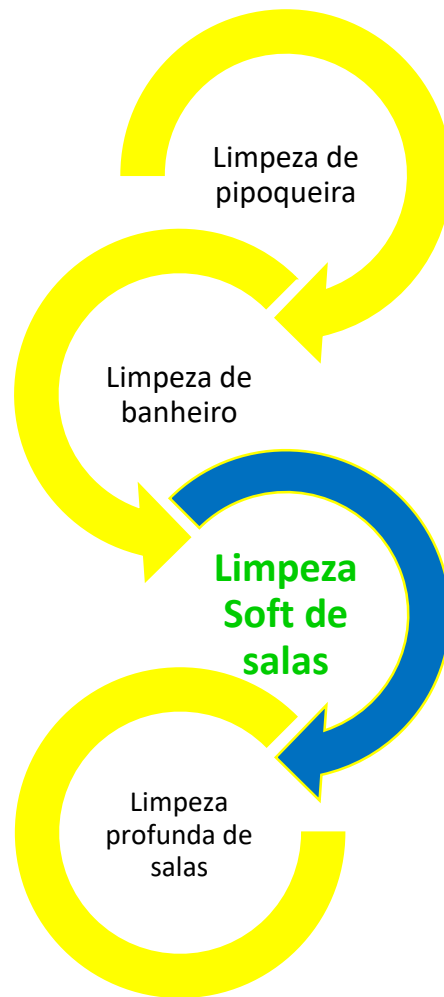 Limpeza de
pipoqueira
Limpeza de
banheiro
Limpeza
Soft de
salas
Limpeza
profunda de
salas